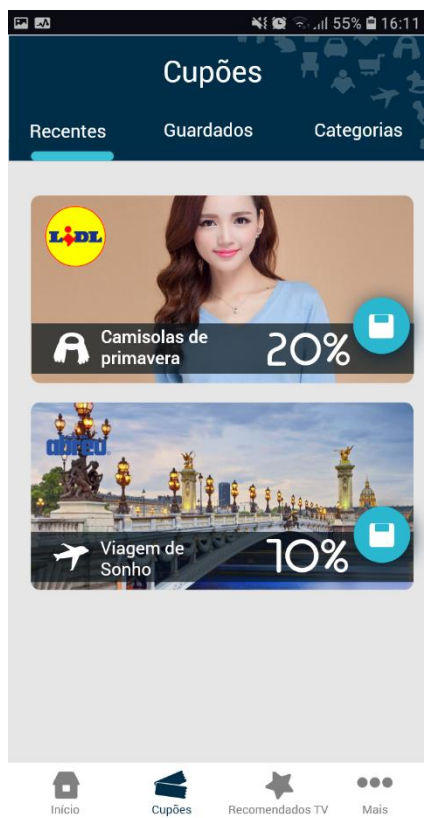 55% 16:11
Cupões
Recentes Guardados Categorias
LIDL
Camisolas de
primavera
20%
abreu
Viagem de
Sonho
10%
Início Cupões Recomendados TV Mais